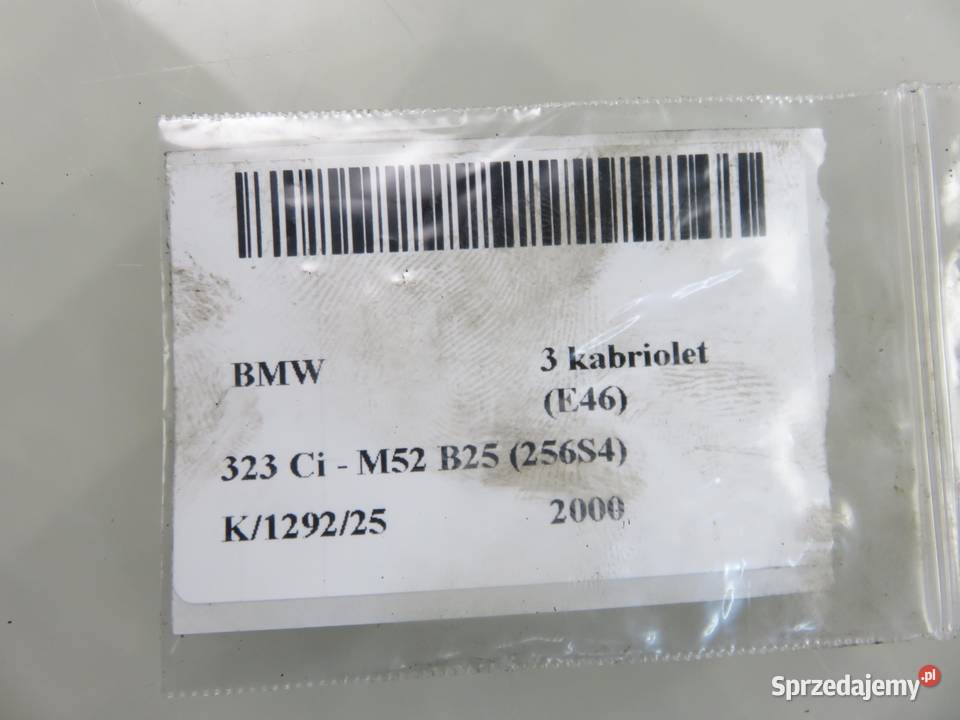 BMW 3 kabriolet
(E46)
323 Ci - M52 B25 (256S4)
K/1292/25 2000
Sprzedajemy.pl